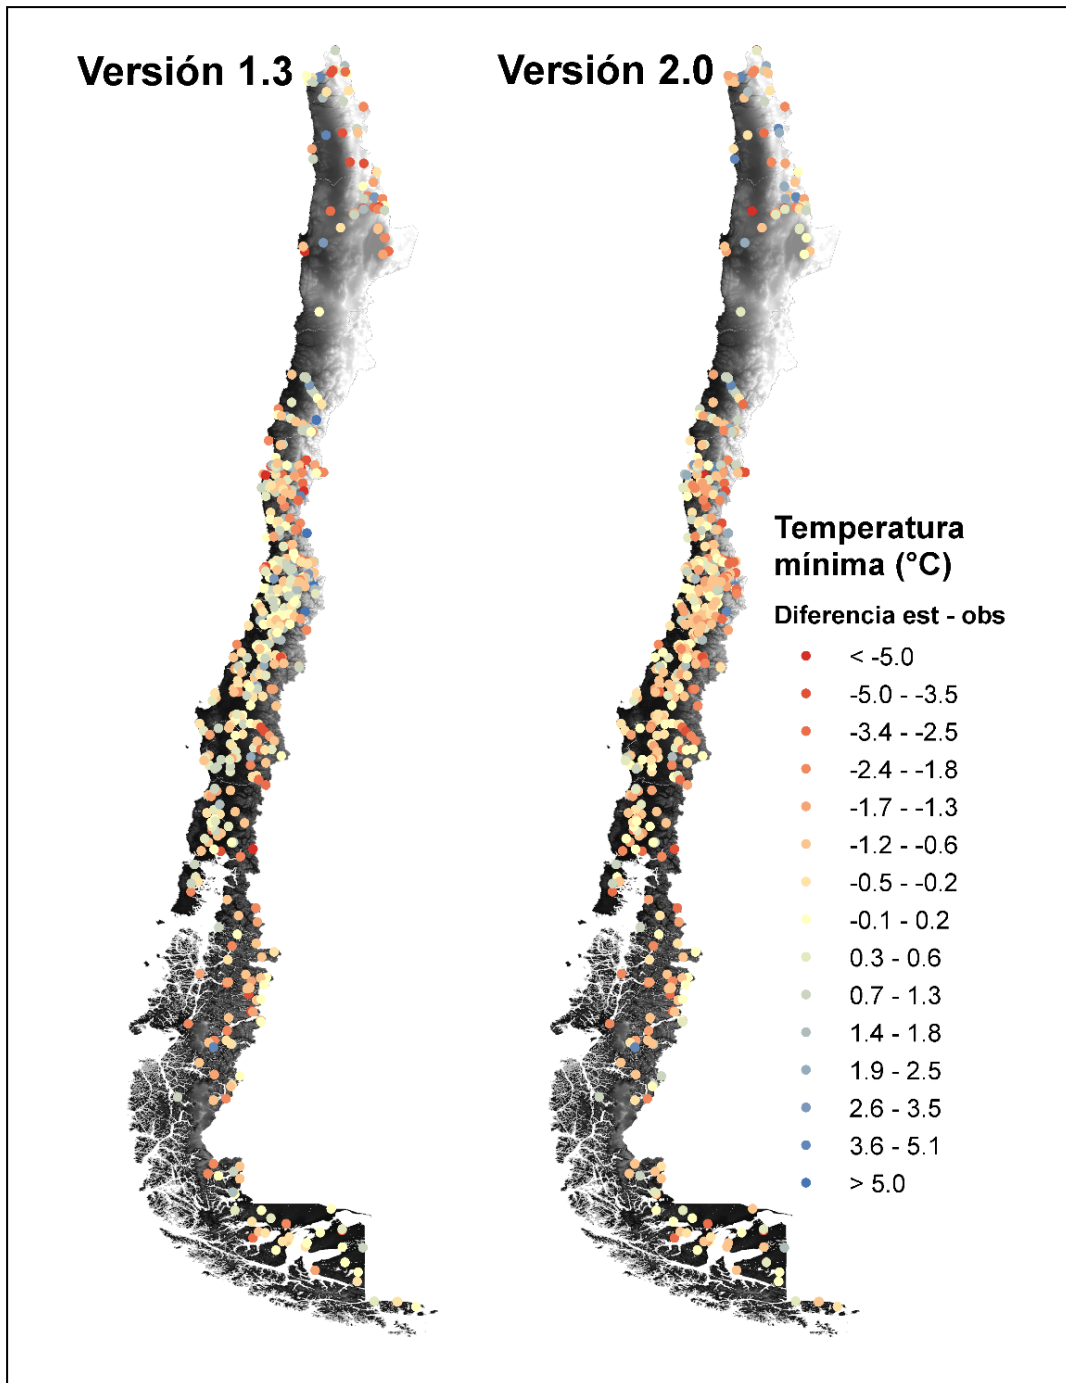 Versión 1.3
Versión 2.0
Temperatura
mínima (°C)
Diferencia est - obs
< -5.0
-5.0 - -3.5
-3.4 - -2.5
-2.4 - -1.8
-1.7 - -1.3
-1.2 - -0.6
-0.5 - -0.2
-0.1 - 0.2
0.3 - 0.6
0.7 - 1.3
1.4 - 1.8
1.9 - 2.5
2.6 - 3.5
3.6 - 5.1
> 5.0